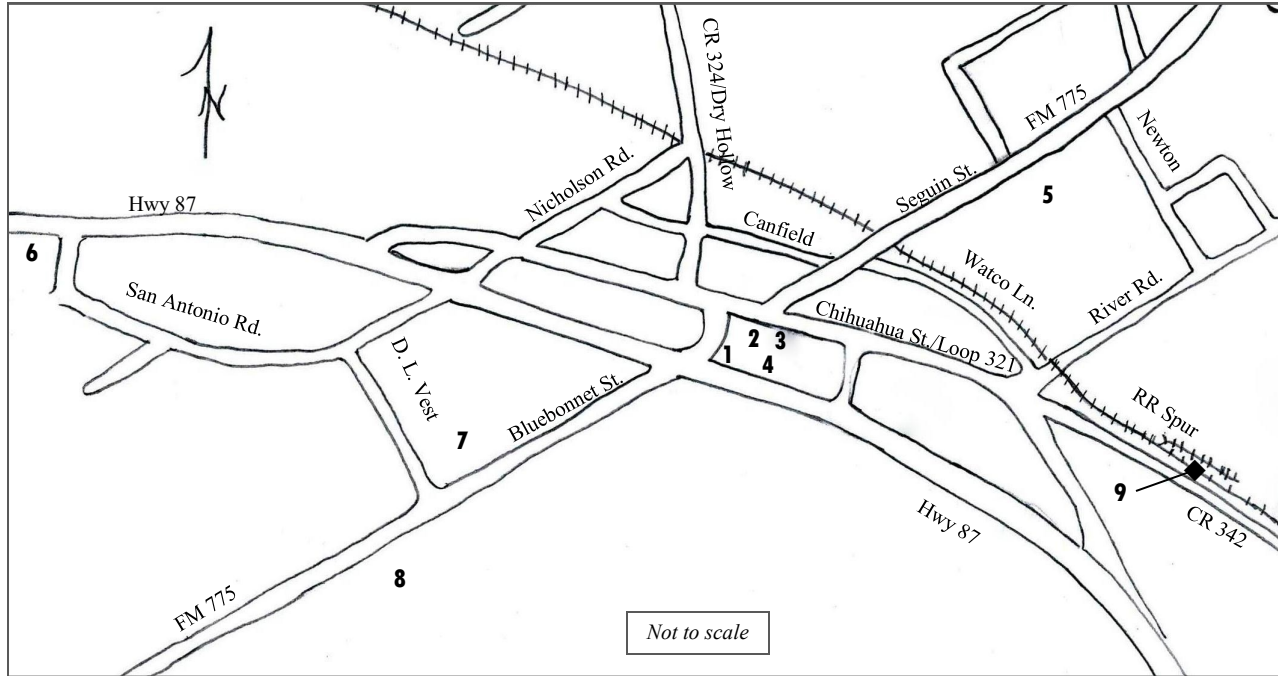 CR 324/Dry Hollow
N
FM 775
Newton
Nicholson Rd.
Seguin St.
5
Hwy 87
Canfield
6
Watco Ln.
San Antonio Rd.
River Rd.
Chihuahua St./Loop 321
2
3
1
4
D. L. Vest
Bluebonnet St.
7
RR Spur
9
CR 342
Hwy 87
8
FM 775
Not to scale